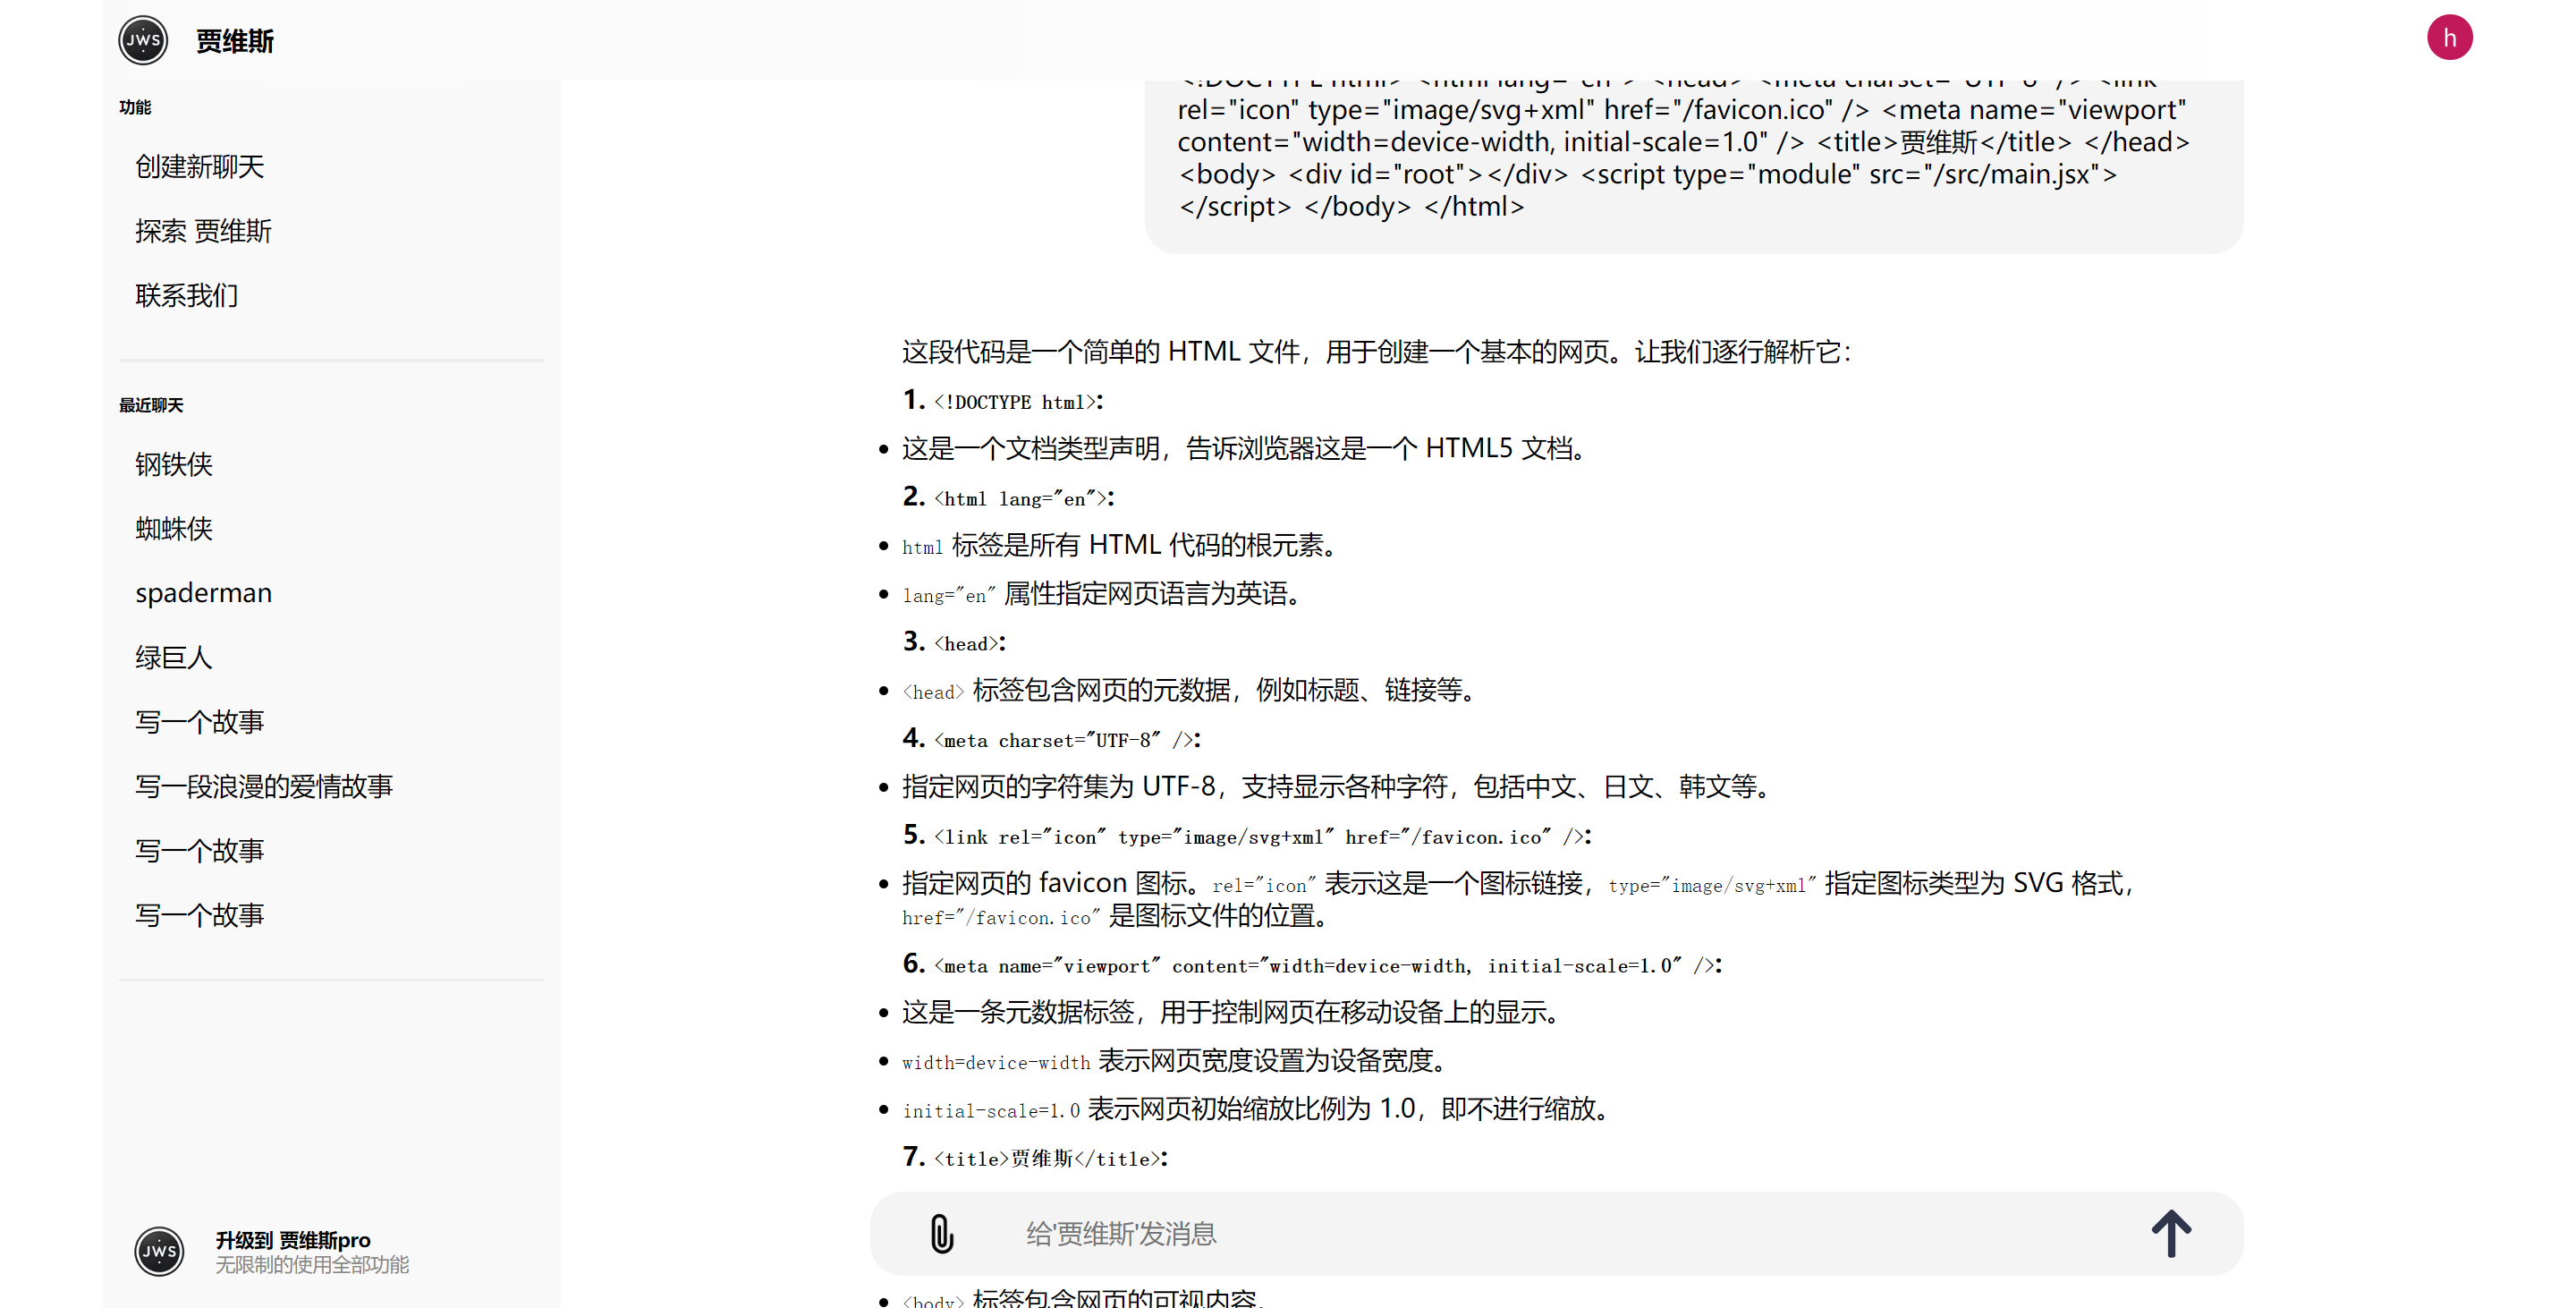 JWS
贾维斯
h
功能
创建新聊天
探索 贾维斯
联系我们
最近聊天
钢铁侠
蜘蛛侠
spaderman
绿巨人
写一个故事
写一段浪漫的爱情故事
写一个故事
写一个故事
JWS
升级到 贾维斯pro
无限制的使用全部功能
<!DOCTYPE html> <html lang="en"> <head> <meta charset="UTF-8" /> <link
rel="icon" type="image/svg+xml" href="/favicon.ico" /> <meta name="viewport"
content="width=device-width, initial-scale=1.0" /> <title>贾维斯</title> </head>
<body> <div id="root"></div> <script type="module" src="/src/main.jsx">
</script> </body> </html>
这段代码是一个简单的 HTML 文件，用于创建一个基本的网页。让我们逐行解析它：
1. <!DOCTYPE html>:
• 这是一个文档类型声明，告诉浏览器这是一个 HTML5 文档。
2. <html lang="en">:
• html 标签是所有 HTML 代码的根元素。
• lang="en" 属性指定网页语言为英语。
3. <head>:
• <head> 标签包含网页的元数据，例如标题、链接等。
4. <meta charset="UTF-8" />:
• 指定网页的字符集为 UTF-8，支持显示各种字符，包括中文、日文、韩文等。
5. <link rel="icon" type="image/svg+xml" href="/favicon.ico" />:
• 指定网页的 favicon 图标。rel="icon" 表示这是一个图标链接，type="image/svg+xml" 指定图标类型为 SVG 格式，
href="/favicon.ico" 是图标文件的位置。
6. <meta name="viewport" content="width=device-width, initial-scale=1.0" />:
• 这是一条元数据标签，用于控制网页在移动设备上的显示。
• width=device-width 表示网页宽度设置为设备宽度。
• initial-scale=1.0 表示网页初始缩放比例为 1.0，即不进行缩放。
7. <title>贾维斯</title>:
给'贾维斯'发消息
• <body> 标签包含网页的可视内容。